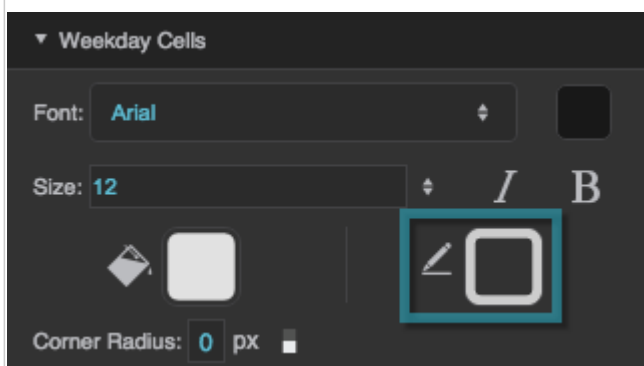 Weekday Cells
Font: Arial
Size: 12 I B
Corner Radius: 0 px